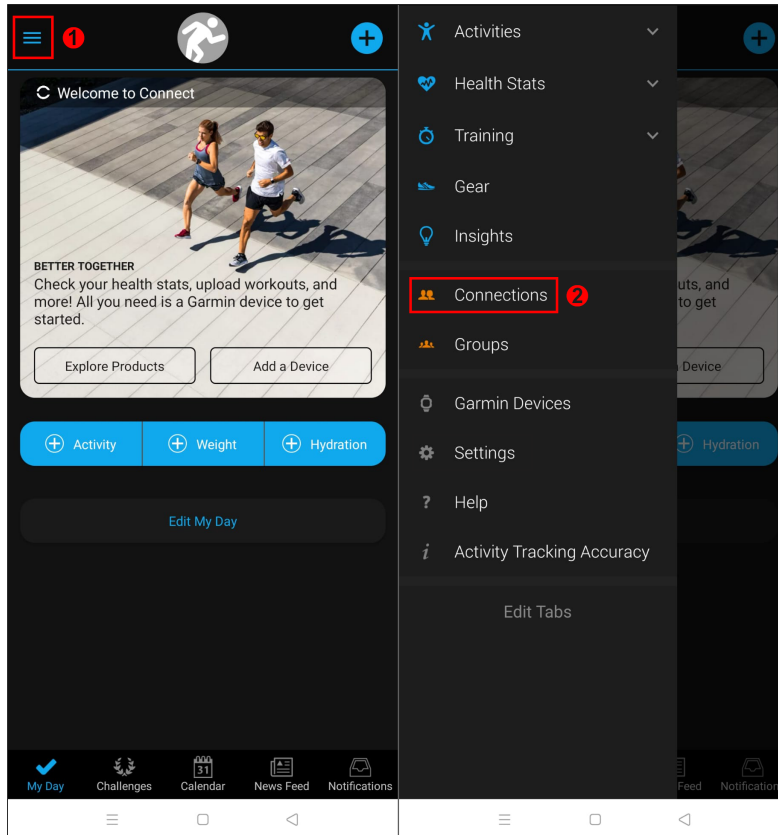 1
Welcome to Connect
BETTER TOGETHER
Check your health stats, upload workouts, and
more! All you need is a Garmin device to get
started.
Explore Products
Add a Device
Activity
Weight
Hydration
Edit My Day
31
My Day
Challenges
Calendar
News Feed
Notifications
Activities
Health Stats
Training
Gear
Insights
Connections
2
Groups
Garmin Devices
Settings
? Help
i Activity Tracking Accuracy
Edit Tabs
uts, and
to get
Device
Hydration
Feed
Notification